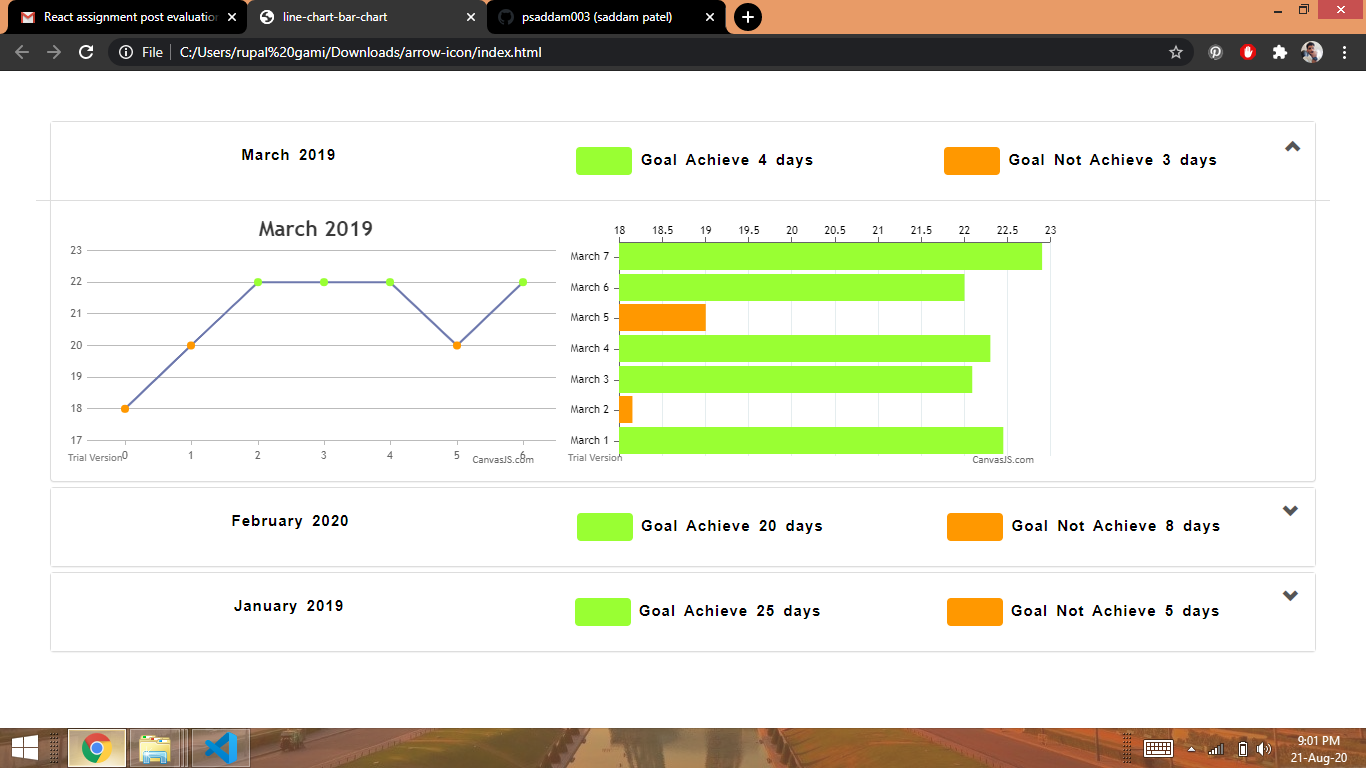 React assignment post evaluation
line-chart-bar-chart
psaddam003 (saddam patel)
File
C:/Users/rupal%20gami/Downloads/arrow-icon/index.html
March 2019
Goal Achieve 4 days
Goal Not Achieve 3 days
March 2019
23
22
21
20
19
18
17
0 1 2 3 4 5 6
Trial Version
CanvasJS.com
18 18.5 19 19.5 20 20.5 21 21.5 22 22.5 23
March 7
March 6
March 5
March 4
March 3
March 2
March 1
Trial Version
CanvasJS.com
February 2020
Goal Achieve 20 days
Goal Not Achieve 8 days
January 2019
Goal Achieve 25 days
Goal Not Achieve 5 days
9:01 PM
21-Aug-20